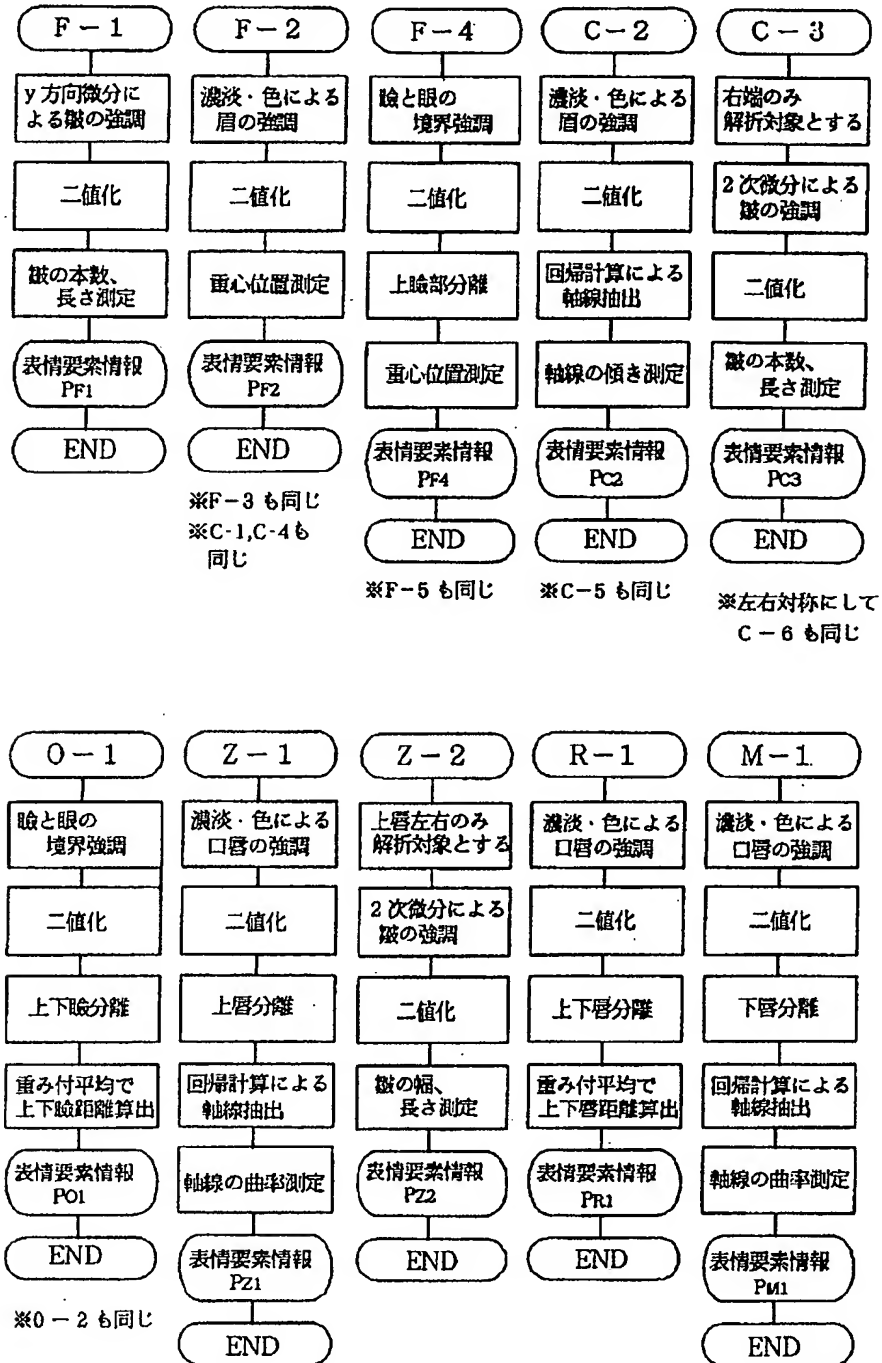 F－1
y方向微分に
よる皺の強調
二値化
皺の本数、
長さ測定
表情要素情報
PF1
END
F－2
濃淡・色による
眉の強調
二値化
重心位置測定
表情要素情報
PF2
END
※F－3も同じ
※C-1,C-4も
同じ
F－4
瞼と眼の
境界強調
二値化
上瞼部分離
重心位置測定
表情要素情報
PF4
END
※F-5も同じ
C－2
濃淡・色による
眉の強調
二値化
回帰計算による
軸線抽出
軸線の傾き測定
表情要素情報
PC2
END
※C-5も同じ
C－3
右端のみ
解折対象とする
2次微分による
皺の強調
二値化
皺の本数、
長さ測定
表情要素情報
PC3
END
※左右対称にして
C－6も同じ
O－1
瞼と眼の
境界強調
二値化
上下瞼分離
重み付平均で
上下瞼距離算出
表情要素情報
PO1
END
※O－2も同じ
Z－1
濃淡・色による
口唇の強調
二値化
上唇分離
回帰計算による
軸線抽出
軸線の曲率測定
表情要素情報
PZ1
END
Z－2
上唇左右のみ
解折対象とする
2次微分による
皺の強調
二値化
皺の幅、
長さ測定
表情要素情報
PZ2
END
R－1
濃淡・色による
口唇の強調
二値化
上下唇分離
重み付平均で
上下唇距離算出
表情要素情報
PR1
END
M－1
濃淡・色による
口唇の強調
二値化
下唇分離
回帰計算による
軸線抽出
軸線の曲率測定
表情要素情報
PM1
END